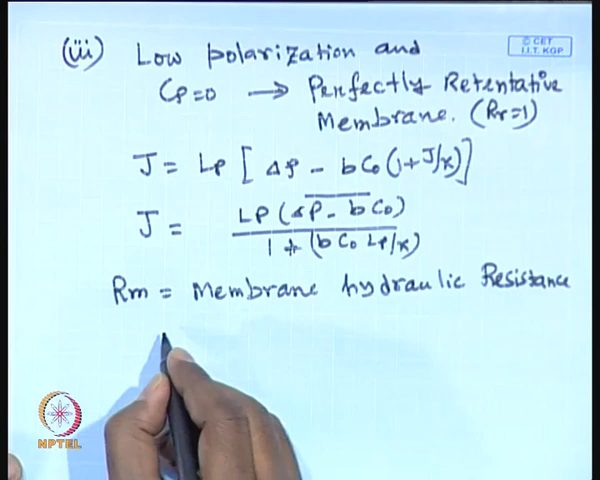 (iii) Low polarization and
© CET
I.I.T. KGP
Cp=0 → Perfectly Retentative
Membrane. (Rr=1)
J = Lp [ Δp - bC₀ (1+J/k)]
J = LP (ΔP - bC₀) / 1 + (bC₀ Lp/k)
Rm = Membrane hydraulic Resistance
NPTEL